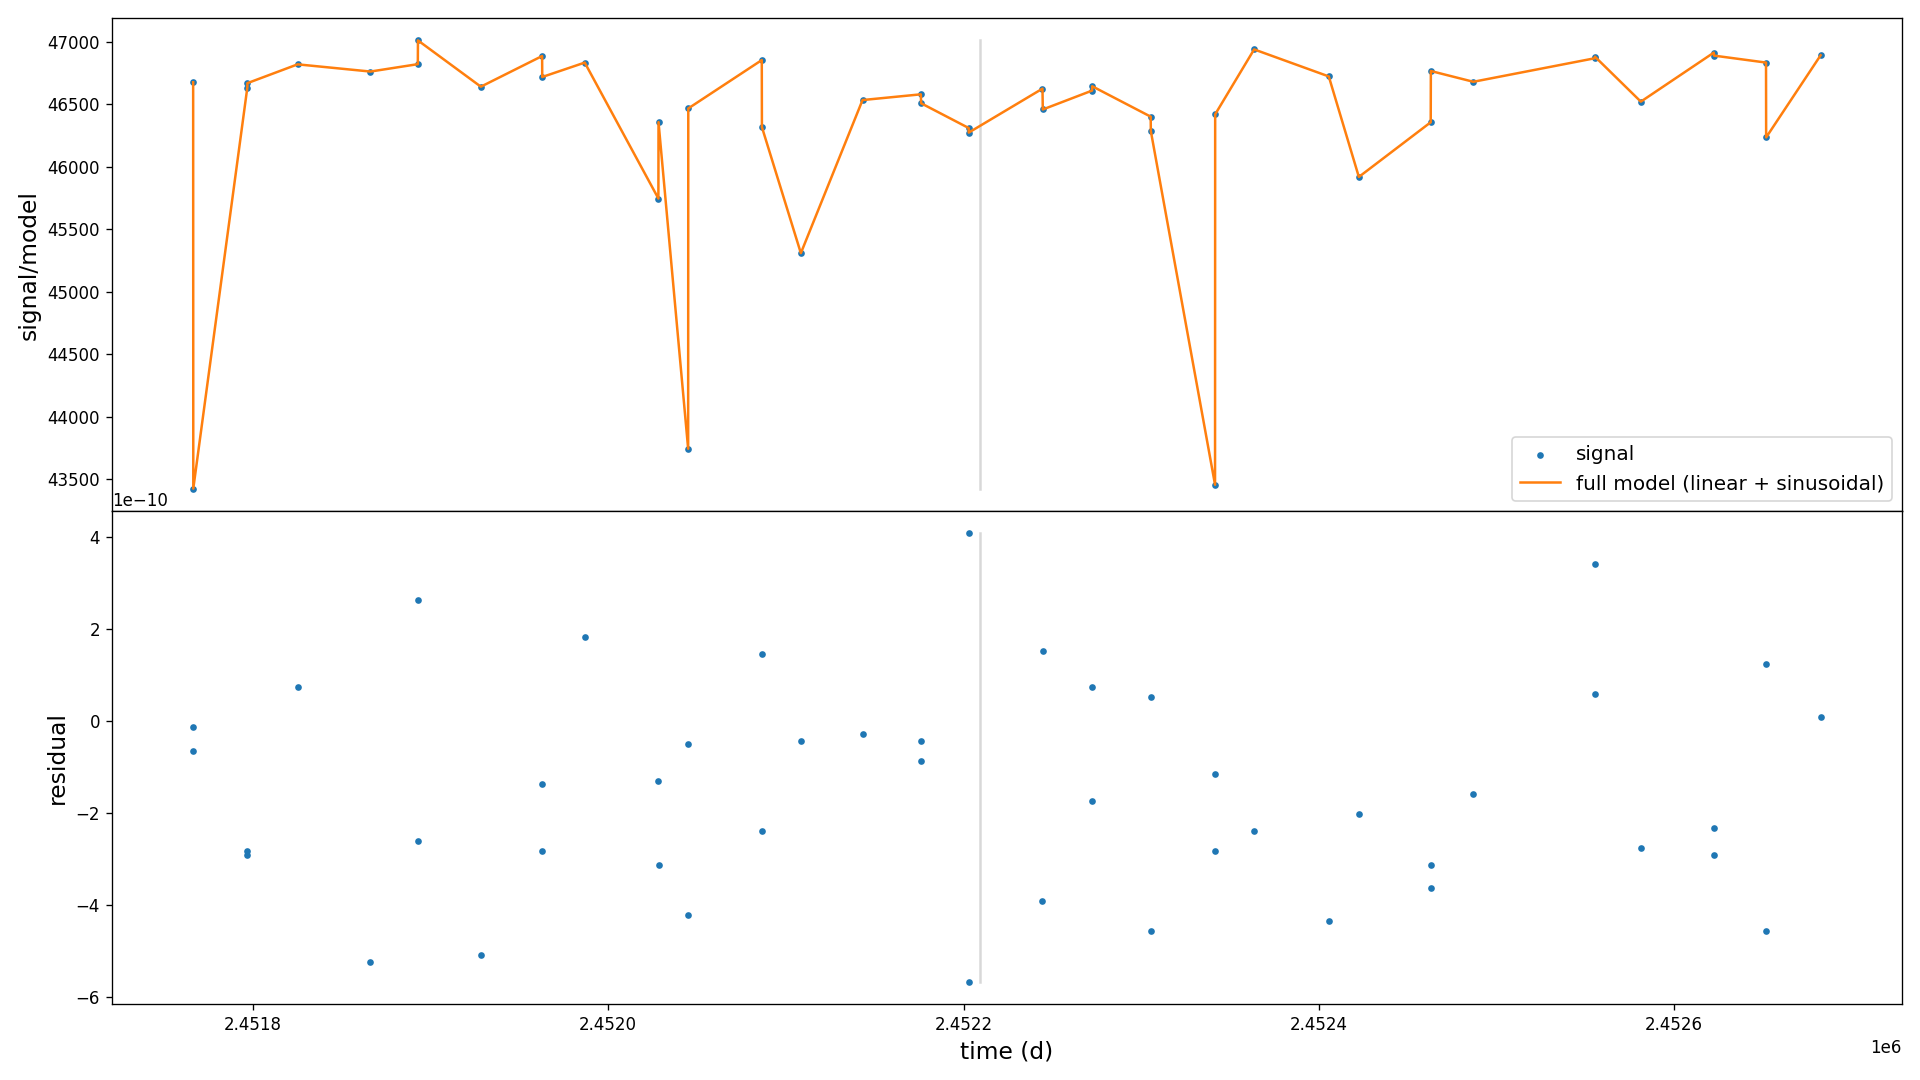 47000
46500
46000
45500
45000
44500
44000
43500
signal/model
signal
full model (linear + sinusoidal)
1e−10
4
2
0
−2
−4
−6
residual
2.4518
2.4520
2.4522
2.4524
2.4526
time (d)
1e6